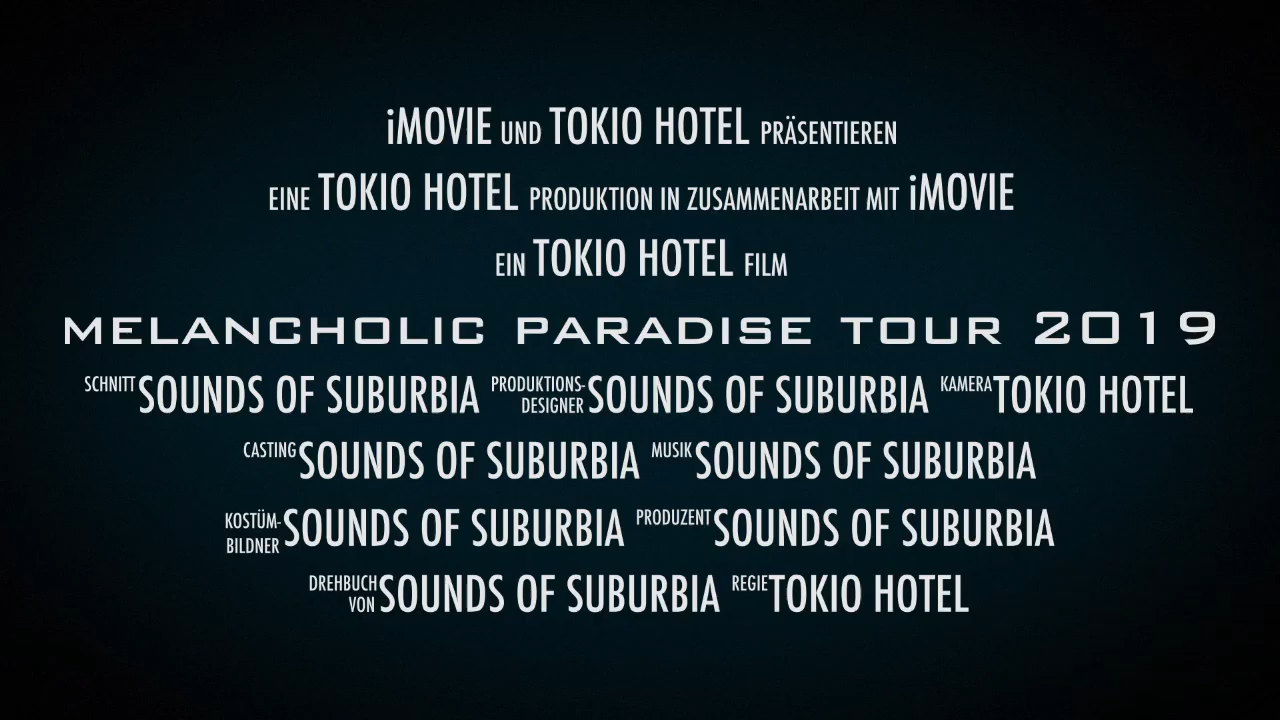 iMOVIE UND TOKIO HOTEL PRÄSENTIEREN
EINE TOKIO HOTEL PRODUKTION IN ZUSAMMENARBEIT MIT iMOVIE
EIN TOKIO HOTEL FILM
MELANCHOLIC PARADISE TOUR 2019
SCHNITT SOUNDS OF SUBURBIA PRODUKTIONS-DESIGNER SOUNDS OF SUBURBIA KAMERA TOKIO HOTEL
CASTING SOUNDS OF SUBURBIA MUSIK SOUNDS OF SUBURBIA
KOSTÜM-BILDNER SOUNDS OF SUBURBIA PRODUZENT SOUNDS OF SUBURBIA
DREHBUCH VON SOUNDS OF SUBURBIA REGIE TOKIO HOTEL